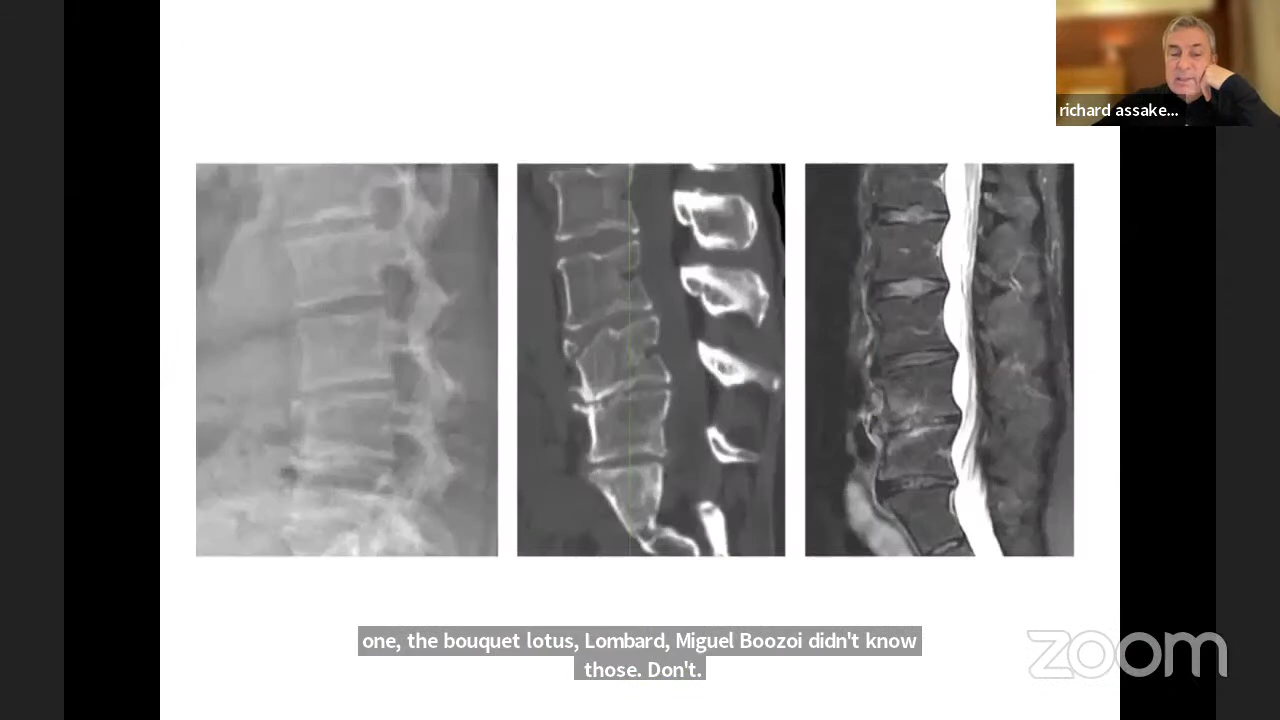 richard assake...
one, the bouquet lotus, Lombard, Miguel Boozoi didn't know
those. Don't.
zoom